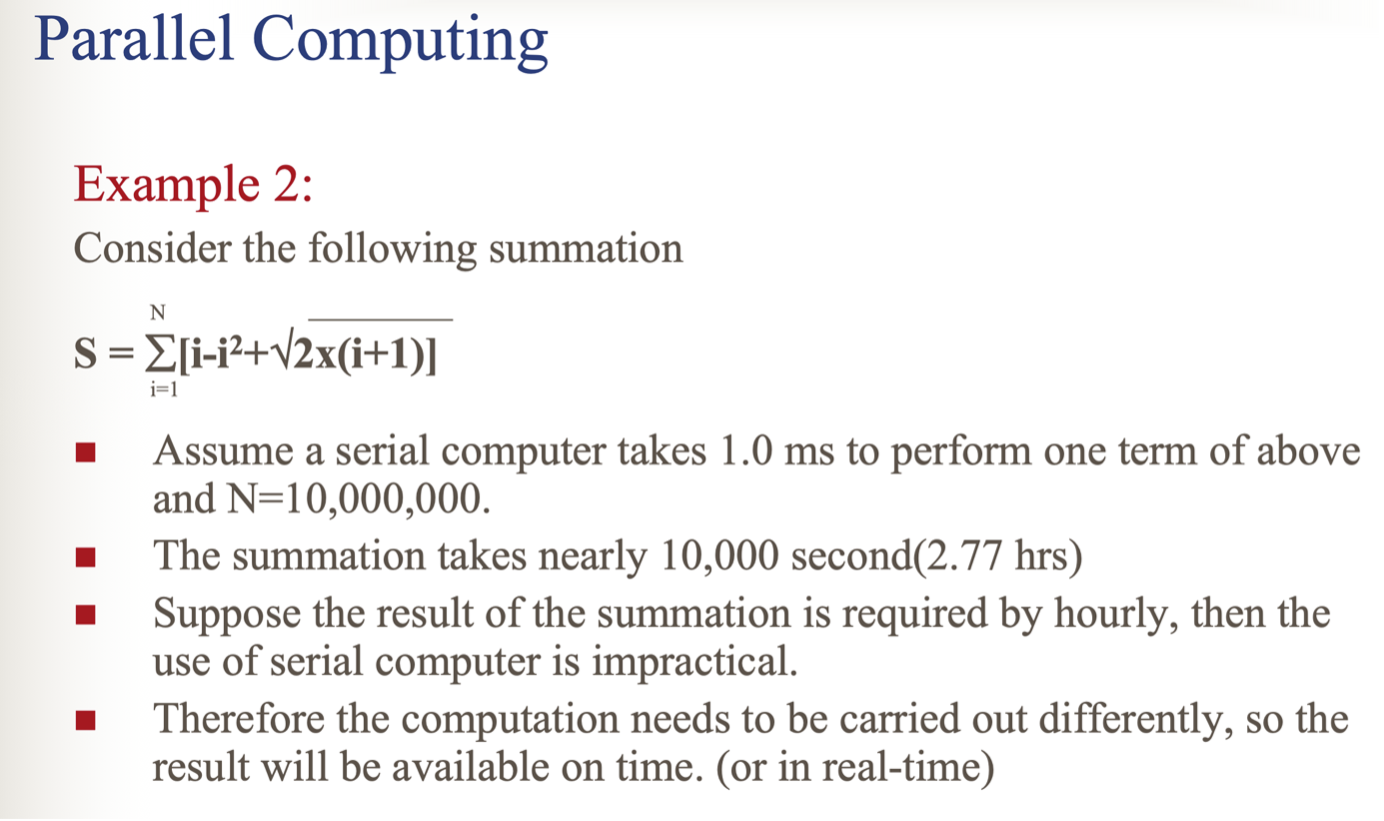 Parallel Computing
Example 2:
Consider the following summation
N
S = ∑[i-i²+√2x(i+1)]
i=1
Assume a serial computer takes 1.0 ms to perform one term of above
and N=10,000,000.
The summation takes nearly 10,000 second(2.77 hrs)
Suppose the result of the summation is required by hourly, then the
use of serial computer is impractical.
Therefore the computation needs to be carried out differently, so the
result will be available on time. (or in real-time)